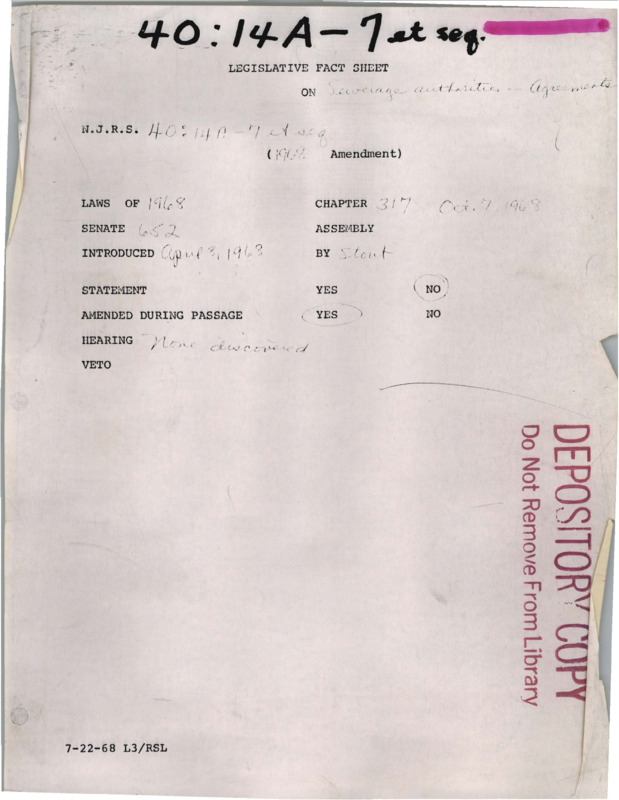 40:14A-7 et seq.
LEGISLATIVE FACT SHEET
ON Sewerage authorities - Agreements
N.J.R.S. 40:14A-7 et seq
(1968 Amendment)
LAWS OF 1968 CHAPTER 317 Oct. 7, 1968
SENATE 652 ASSEMBLY
INTRODUCED April 8, 1968 BY Stout
STATEMENT YES NO
AMENDED DURING PASSAGE YES NO
HEARING None discovered
VETO
DEPOSITORY COPY
Do Not Remove From Library
7-22-68 L3/RSL